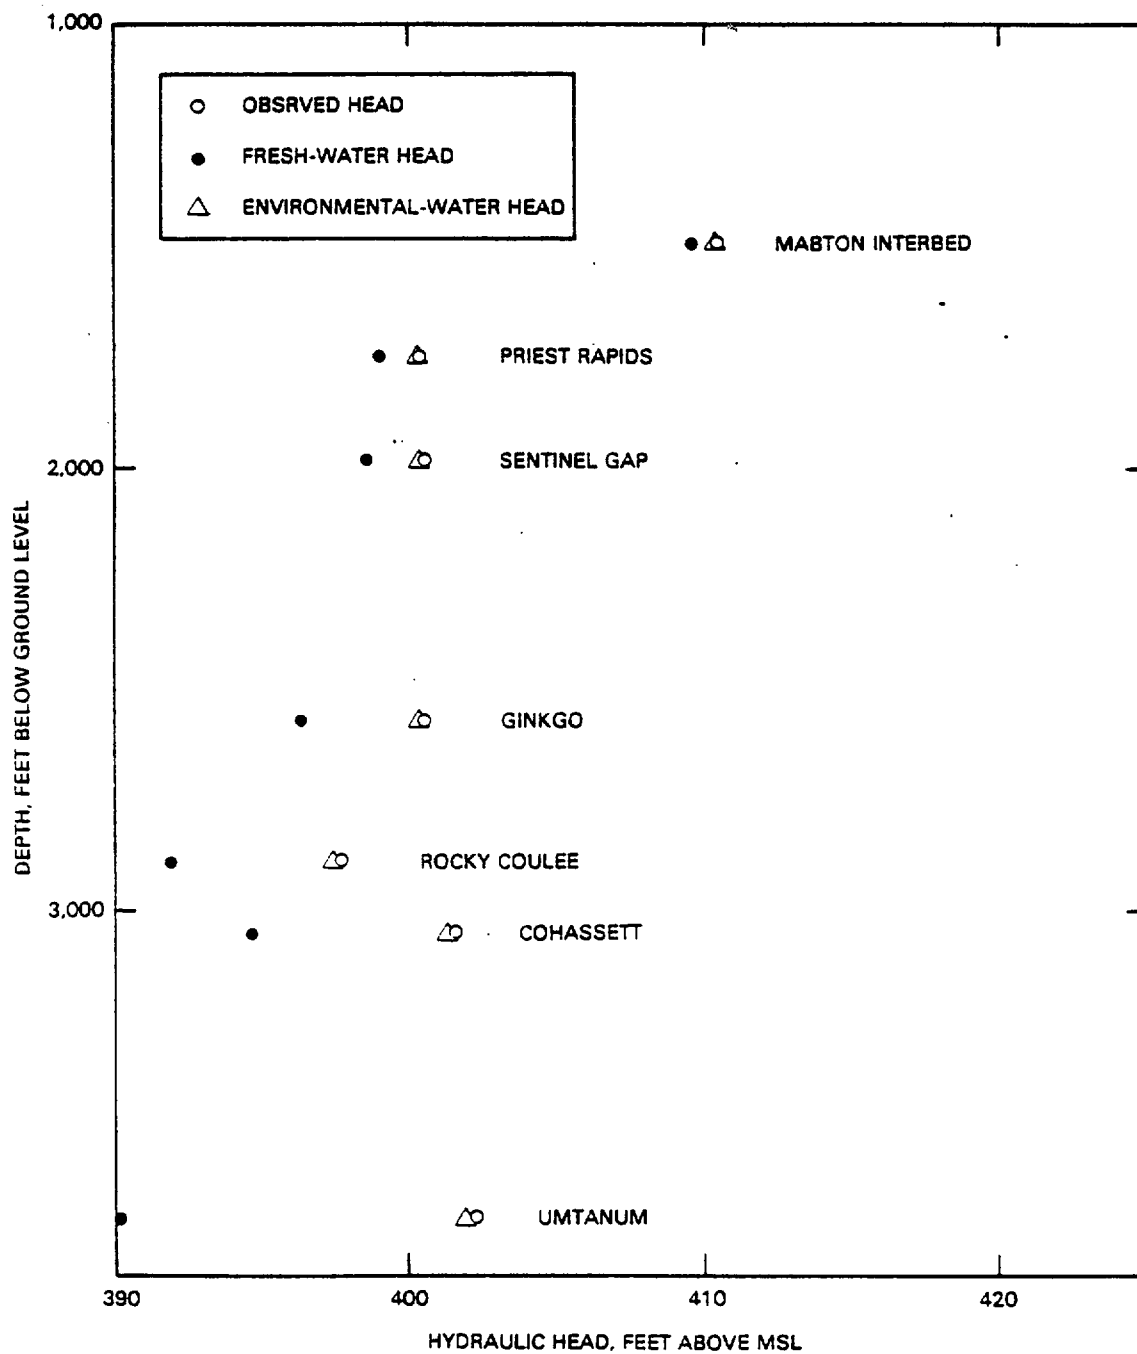 1,000
OBSRVED HEAD
FRESH-WATER HEAD
ENVIRONMENTAL-WATER HEAD
MABTON INTERBED
PRIEST RAPIDS
SENTINEL GAP
2,000
DEPTH, FEET BELOW GROUND LEVEL
GINKGO
ROCKY COULEE
3,000
COHASSETT
UMTANUM
390
400
410
420
HYDRAULIC HEAD, FEET ABOVE MSL